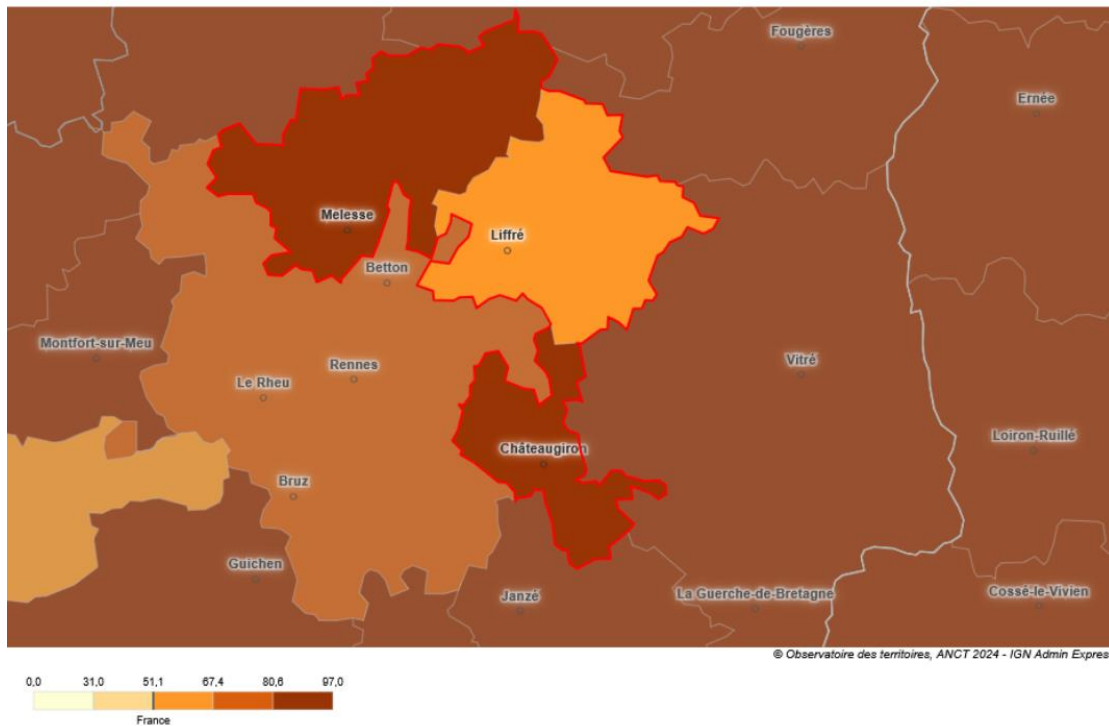 Fougères
Ernée
Melesse
Liffré
Betton
Montfort-sur-Meu
Rennes
Vitré
Le Rheu
Loiron-Ruillé
Châteaugiron
Bruz
Guichen
Janzé
La Guerche-de-Bretagne
Cossé-le-Vivien
© Observatoire des territoires, ANCT 2024 - IGN Admin Expres
0,0 31,0 51,1 67,4 80,6 97,0
France